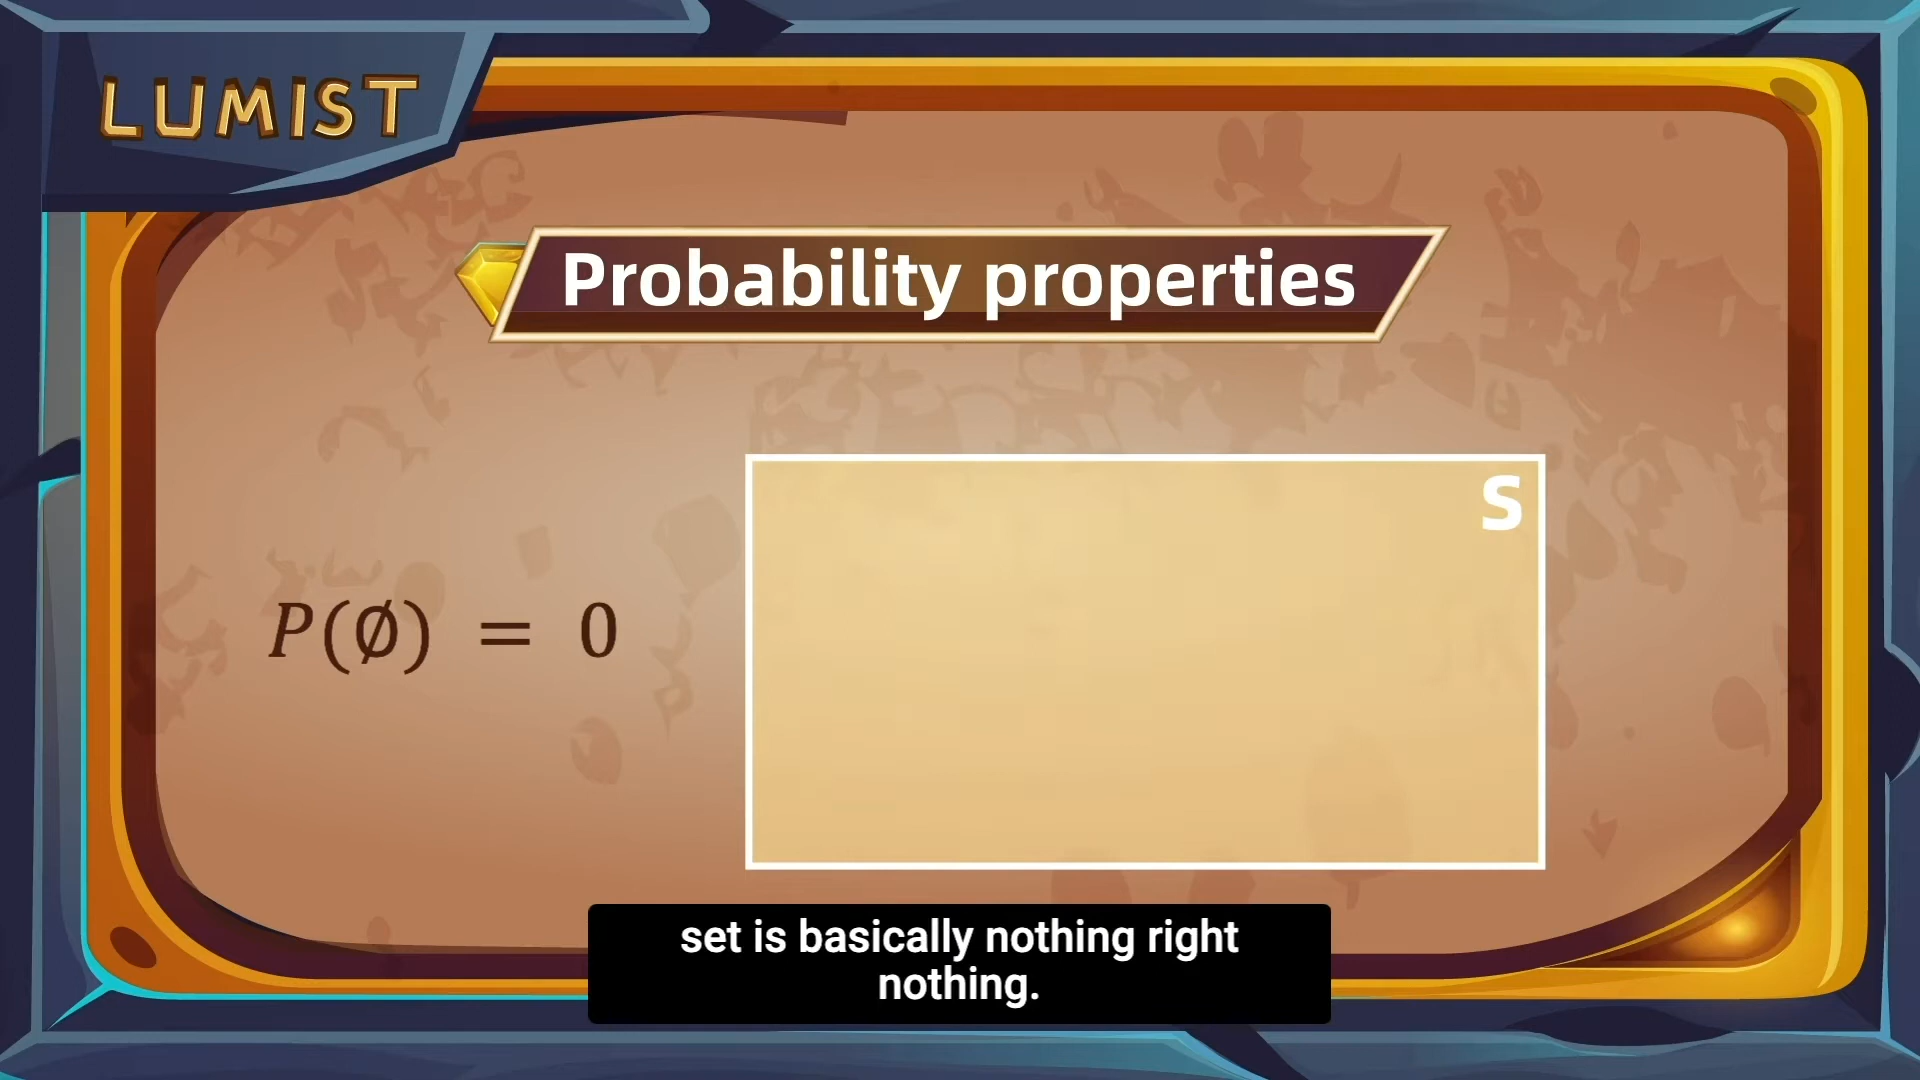 LUMIST
Probability properties
S
P(∅) = 0
set is basically nothing right
nothing.